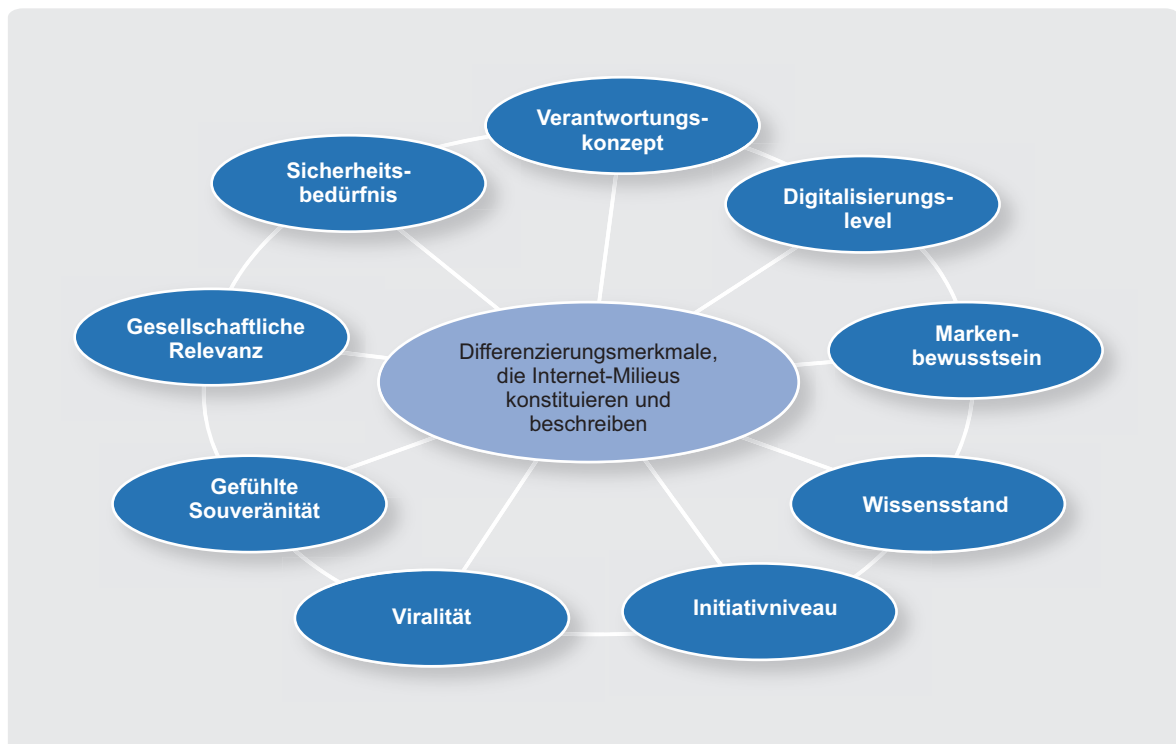 Verantwortungs-
konzept
Sicherheits-
bedürfnis
Digitalisierungs-
level
Gesellschaftliche
Relevanz
Marken-
bewusstsein
Differenzierungsmerkmale,
die Internet-Milieus
konstituieren und
beschreiben
Gefühlte
Souveränität
Wissensstand
Viralität
Initiativniveau